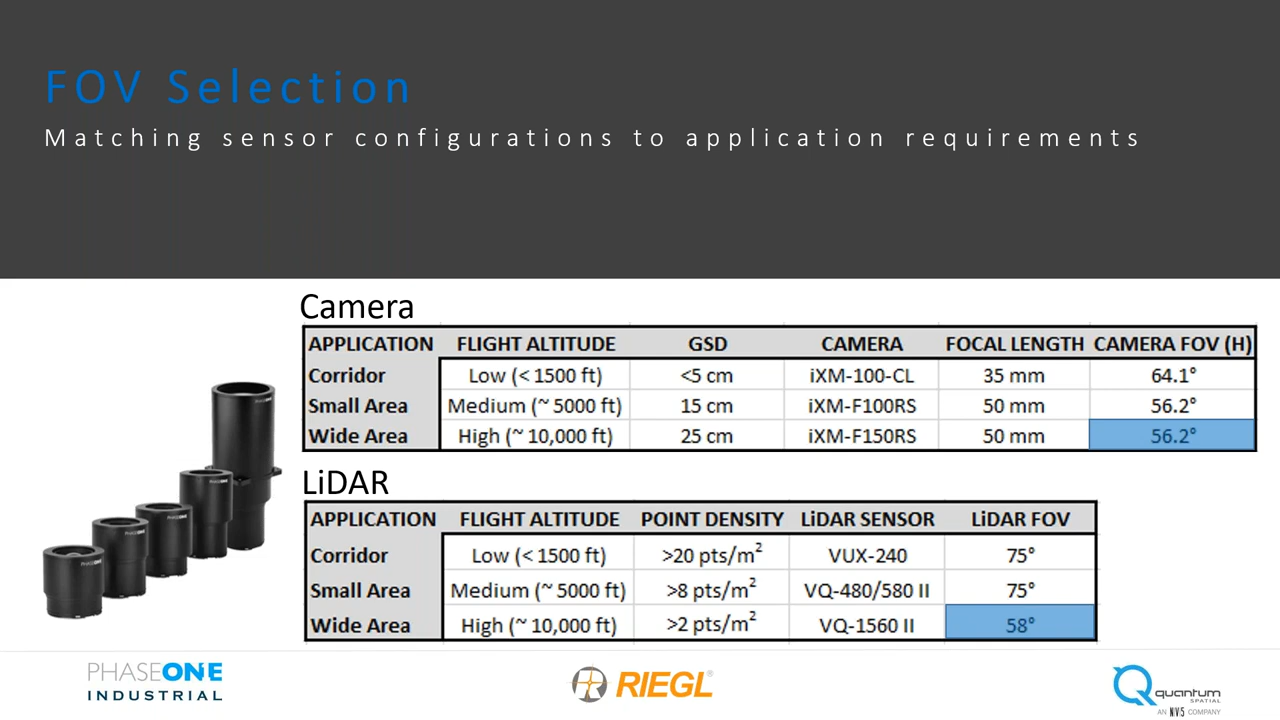 FOV Selection
Matching sensor configurations to application requirements
Camera
APPLICATION FLIGHT ALTITUDE GSD CAMERA FOCAL LENGTH CAMERA FOV (H)
Corridor Low (< 1500 ft) <5 cm iXM-100-CL 35 mm 64.1°
Small Area Medium (~ 5000 ft) 15 cm iXM-F100RS 50 mm 56.2°
Wide Area High (~ 10,000 ft) 25 cm iXM-F150RS 50 mm 56.2°
LiDAR
APPLICATION FLIGHT ALTITUDE POINT DENSITY LiDAR SENSOR LiDAR FOV
Corridor Low (< 1500 ft) >20 pts/m² VUX-240 75°
Small Area Medium (~ 5000 ft) >8 pts/m² VQ-480/580 II 75°
Wide Area High (~ 10,000 ft) >2 pts/m² VQ-1560 II 58°
PHASEONE
PHASEONE
PHASEONE
PHASEONE
PHASEONE
PHASEONE
INDUSTRIAL
RIEGL®
quantum
SPATIAL
AN NV5 COMPANY